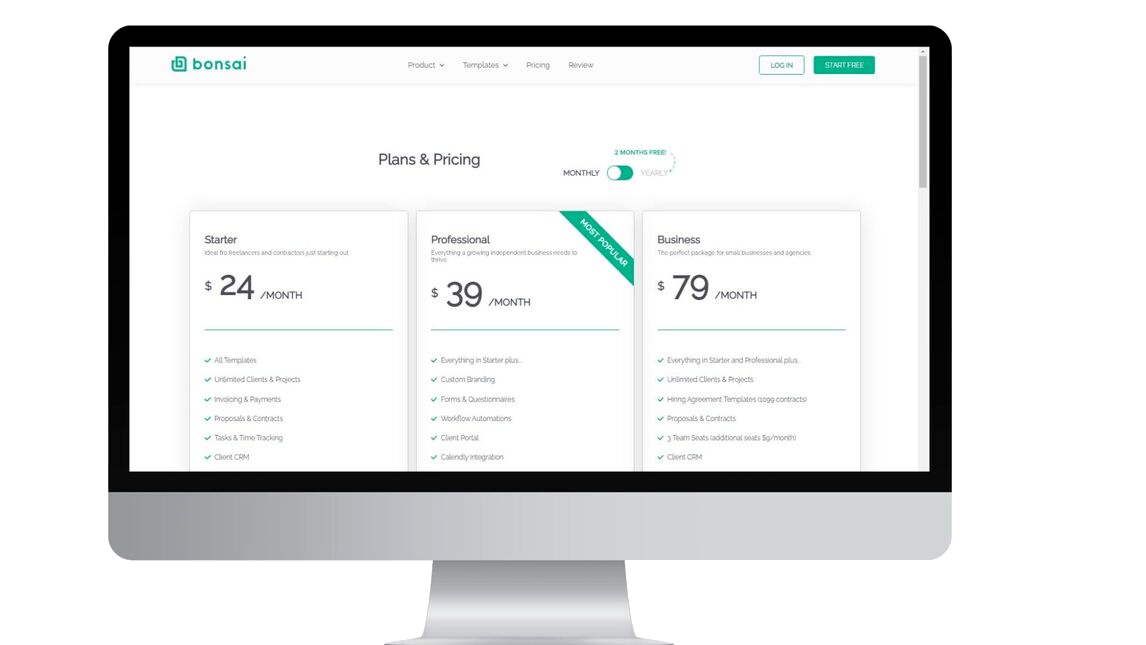 bonsai
Product
Templates
Pricing
Review
LOG IN
START FREE
Plans & Pricing
2 MONTHS FREE!
MONTHLY
YEARLY
Starter
Ideal fro freelancers and contractors just starting out
$ 24 /MONTH
All Templates
Unlimited Clients & Projects
Invoicing & Payments
Proposals & Contracts
Tasks & Time Tracking
Client CRM
MOST POPULAR
Professional
Everything a growing independent business needs to
thrive
$ 39 /MONTH
Everything in Starter plus...
Custom Branding
Forms & Questionnaires
Workflow Automations
Client Portal
Calendly Integration
Business
The perfect package for small businesses and agencies
$ 79 /MONTH
Everything in Starter and Professional plus...
Unlimited Clients & Projects
Hiring Agreement Templates (1099 contracts)
Proposals & Contracts
3 Team Seats (additional seats $9/month)
Client CRM